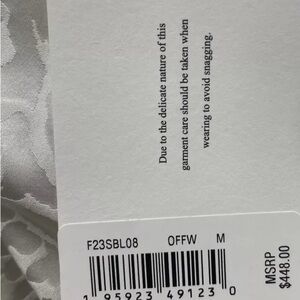 Due to the delicate nature of this
garment care should be taken when
wearing to avoid snagging.
F23SBL08 OFFW M
1 95923 49123 0
MSRP
$448.00